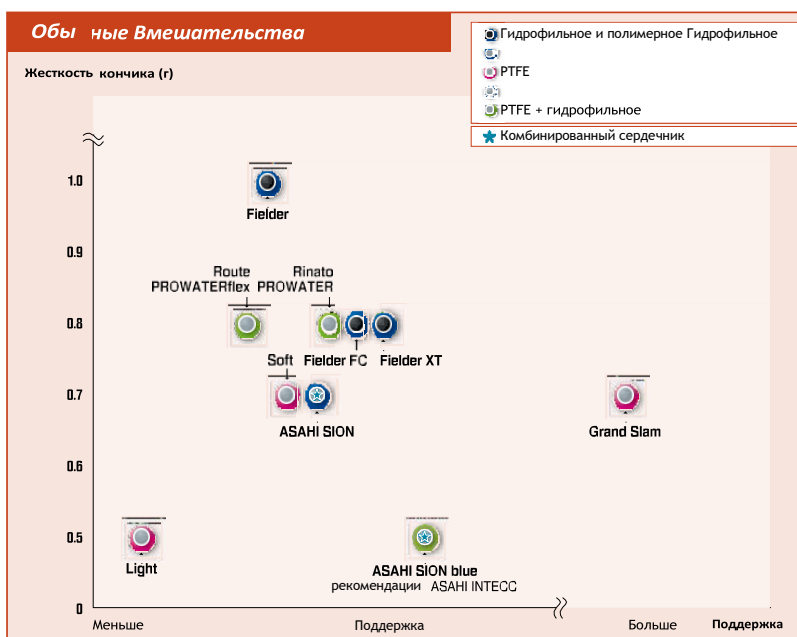 Обы ные Вмешательства
Гидрофильное и полимерное Гидрофильное
PTFE
PTFE + гидрофильное
Комбинированный сердечник
Жесткость кончика (г)
1.0
Fielder
0.9
Route Rinato
PROWATERflex PROWATER
0.8
Soft Fielder FC Fielder XT
0.7
ASAHI SION Grand Slam
0.6
0.5
Light ASAHI SION blue
рекомендации ASAHI INTECC
0
Меньше Поддержка Больше Поддержка